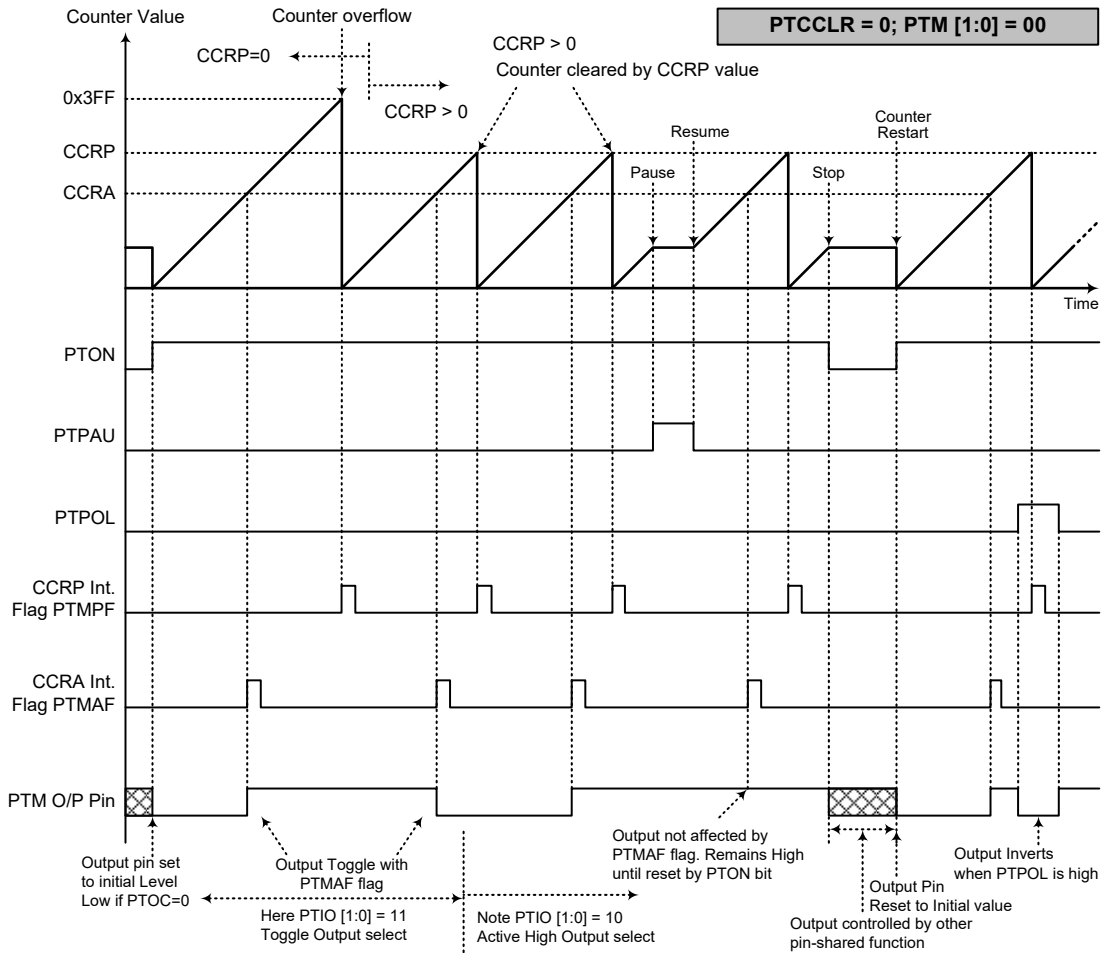 Counter Value
Counter overflow
PTCCLR = 0; PTM [1:0] = 00
CCRP=0
CCRP > 0
CCRP > 0
Counter cleared by CCRP value
0x3FF
CCRP
CCRA
Pause
Resume
Stop
Counter
Restart
Time
PTON
PTPAU
PTPOL
CCRP Int.
Flag PTMPF
CCRA Int.
Flag PTMAF
PTM O/P Pin
Output pin set
to initial Level
Low if PTOC=0
Output Toggle with
PTMAF flag
Here PTIO [1:0] = 11
Toggle Output select
Note PTIO [1:0] = 10
Active High Output select
Output not affected by
PTMAF flag. Remains High
until reset by PTON bit
Output Pin
Reset to Initial value
Output controlled by other
pin-shared function
Output Inverts
when PTPOL is high